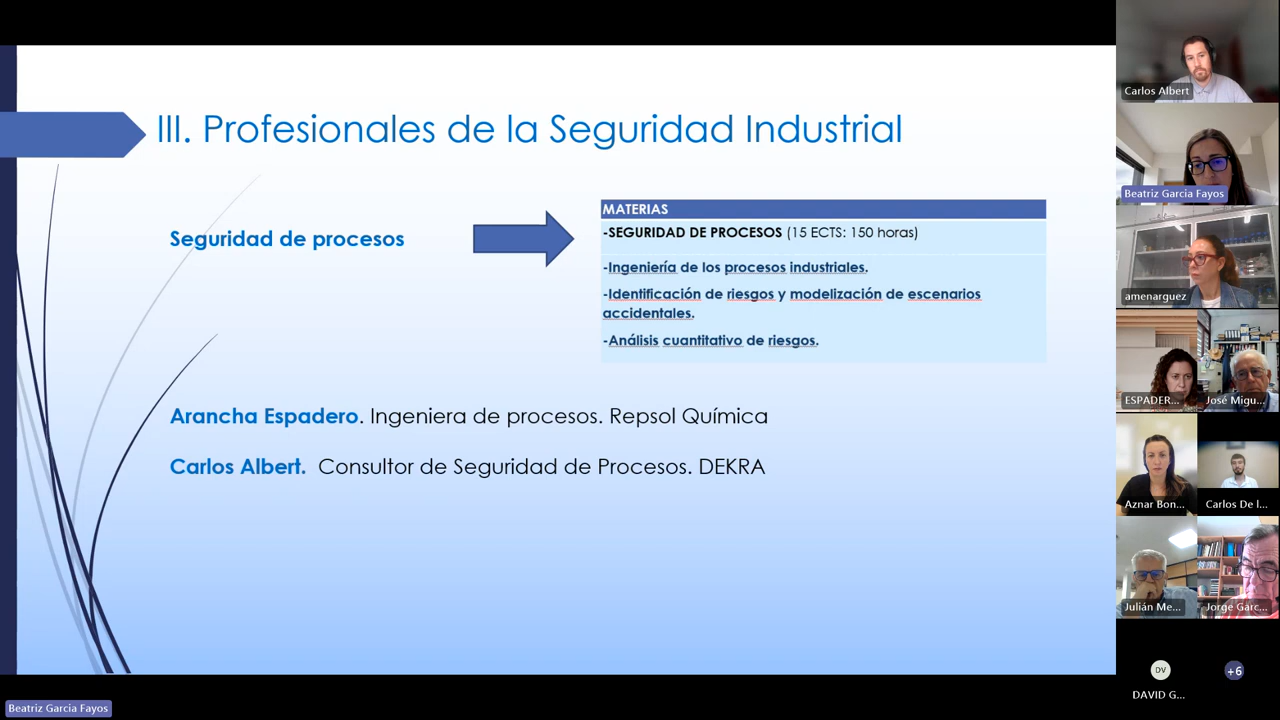 III. Profesionales de la Seguridad Industrial
Seguridad de procesos
MATERIAS
-SEGURIDAD DE PROCESOS (15 ECTS: 150 horas)
-Ingeniería de los procesos industriales.
-Identificación de riesgos y modelización de escenarios
accidentales.
-Análisis cuantitativo de riesgos.
Arancha Espadero. Ingeniera de procesos. Repsol Química
Carlos Albert. Consultor de Seguridad de Procesos. DEKRA
Carlos Albert
Beatriz Garcia Fayos
amenarguez
ESPADER...
José Migu...
Aznar Bon...
Carlos De l...
Julián Me...
Jorge Garc...
DV
+6
DAVID G...
Beatriz Garcia Fayos